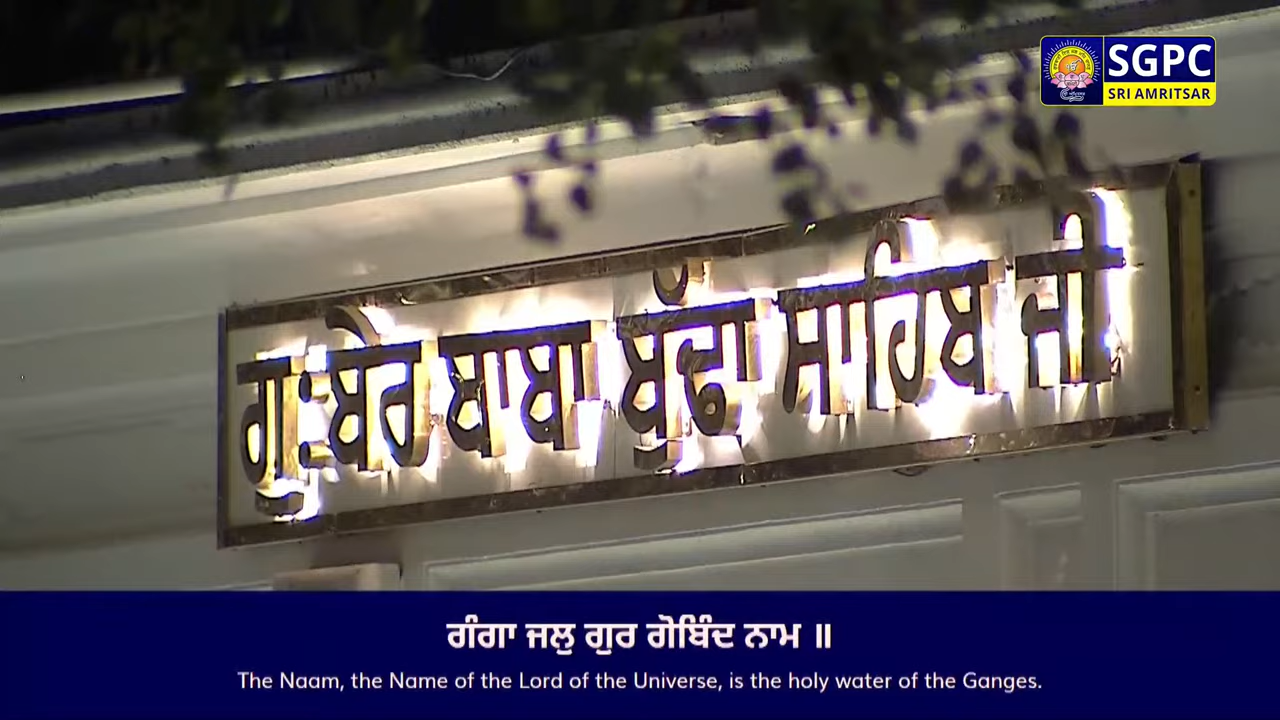 SGPC
SRI AMRITSAR
ਗੁਃ ਬੇਰ ਬਾਬਾ ਬੁੱਢਾ ਸਾਹਿਬ ਜੀ
ਗੰਗਾ ਜਲੁ ਗੁਰ ਗੋਬਿੰਦ ਨਾਮ ॥
The Naam, the Name of the Lord of the Universe, is the holy water of the Ganges.